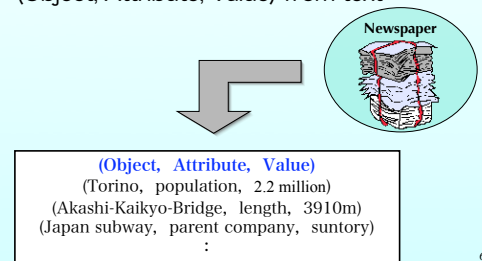 (Object, Attribute, Value) from text
Newspaper
(Object, Attribute, Value)
(Torino, population, 2.2 million)
(Akashi-Kaikyo-Bridge, length, 3910m)
(Japan subway, parent company, suntory)
: